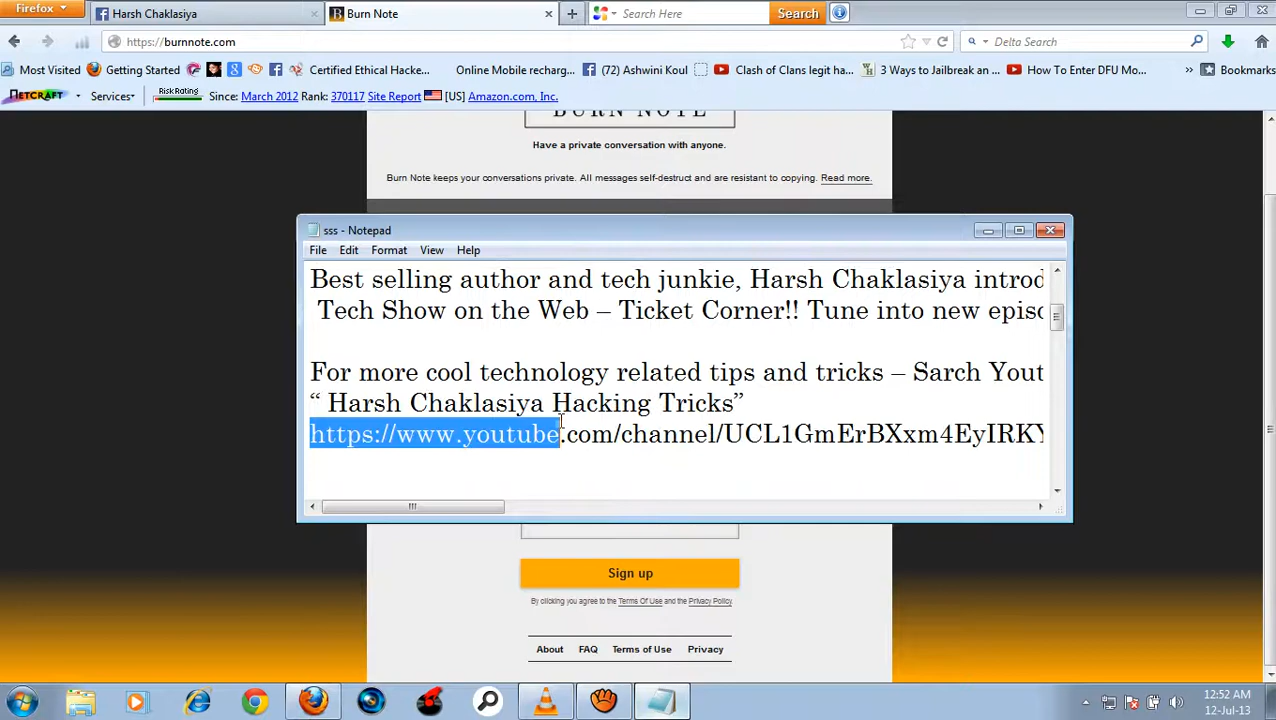 Firefox
Harsh Chaklasiya
Burn Note
Search Here
Search
https://burnnote.com
Delta Search
Most Visited
Getting Started
Certified Ethical Hacke...
Online Mobile recharg...
(72) Ashwini Koul
Clash of Clans legit ha...
3 Ways to Jailbreak an ...
How To Enter DFU Mo...
Bookmarks
NETCRAFT
Services
Risk Rating
Since: March 2012 Rank: 370117 Site Report [US] Amazon.com, Inc.
BURN NOTE
Have a private conversation with anyone.
Burn Note keeps your conversations private. All messages self-destruct and are resistant to copying. Read more.
sss - Notepad
File Edit Format View Help
Best selling author and tech junkie, Harsh Chaklasiya introd
Tech Show on the Web – Ticket Corner!! Tune into new episo
For more cool technology related tips and tricks – Sarch Yout
“ Harsh Chaklasiya Hacking Tricks”
https://www.youtube.com/channel/UCL1GmErBXxm4EyIRKY
Sign up
By clicking you agree to the Terms Of Use and the Privacy Policy
About FAQ Terms of Use Privacy
12:52 AM
12-Jul-13